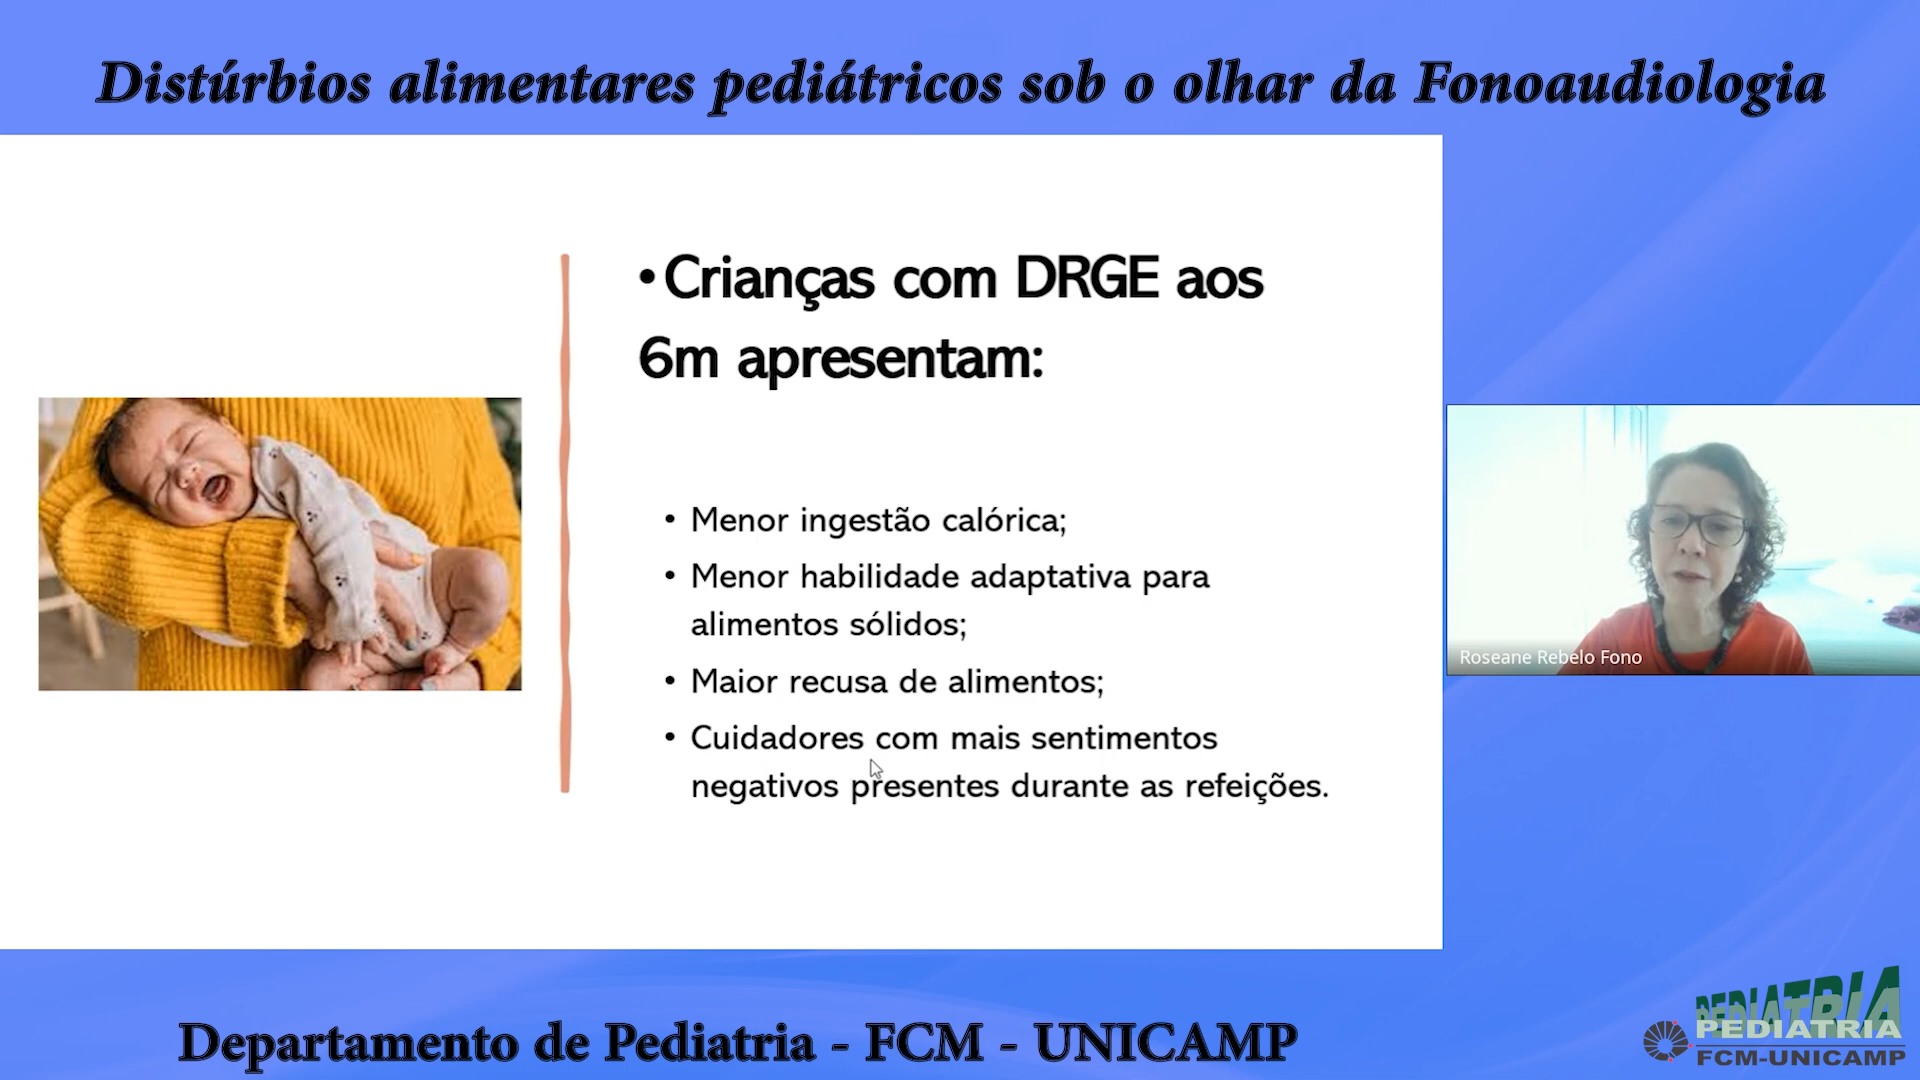 Distúrbios alimentares pediátricos sob o olhar da Fonoaudiologia
• Crianças com DRGE aos
6m apresentam:
• Menor ingestão calórica;
• Menor habilidade adaptativa para
alimentos sólidos;
• Maior recusa de alimentos;
• Cuidadores com mais sentimentos
negativos presentes durante as refeições.
Roseane Rebelo Fono
Departamento de Pediatria - FCM - UNICAMP
PEDIATRIA
PEDIATRIA
FCM-UNICAMP